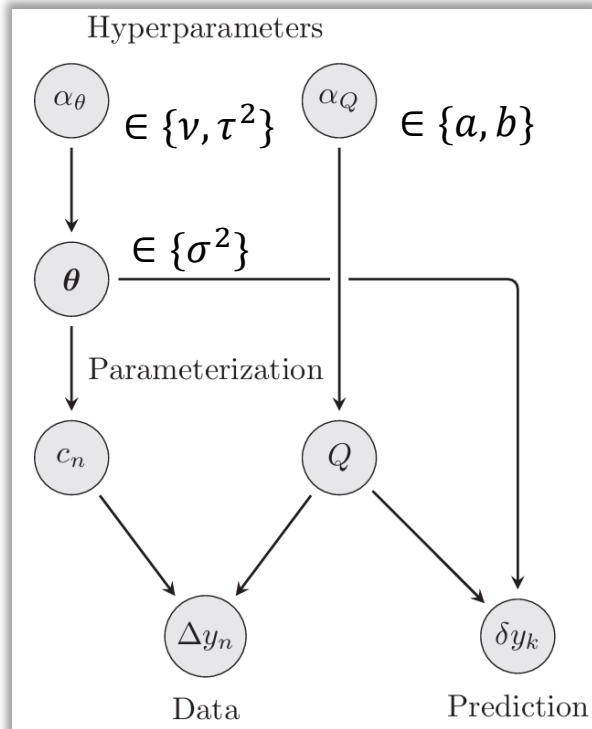 Hyperparameters
α_θ ∈ {ν, τ²} α_Q ∈ {a, b}
θ ∈ {σ²}
Parameterization
c_n Q
Δy_n δy_k
Data Prediction